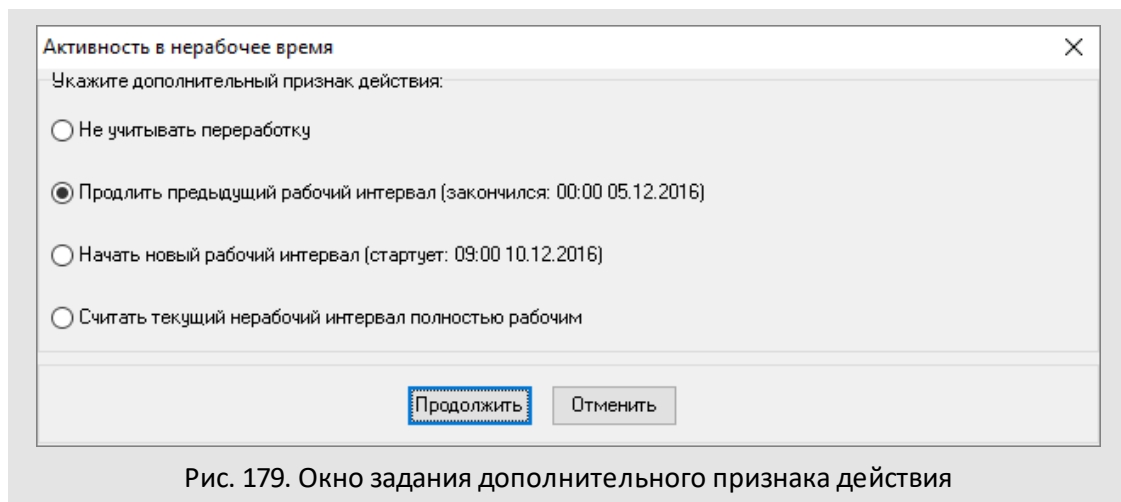 Активность в нерабочее время
Укажите дополнительный признак действия:
Не учитывать переработку
Продлить предыдущий рабочий интервал (закончился: 00:00 05.12.2016)
Начать новый рабочий интервал (стартует: 09:00 10.12.2016)
Считать текущий нерабочий интервал полностью рабочим
Продолжить Отменить
Рис. 179. Окно задания дополнительного признака действия